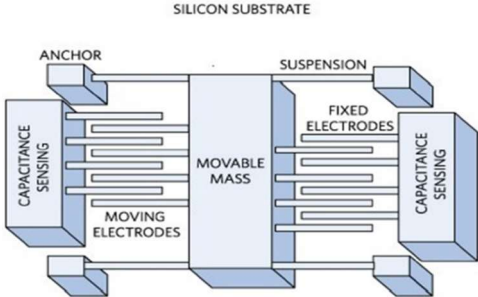 SILICON SUBSTRATE
ANCHOR
SUSPENSION
FIXED
ELECTRODES
CAPACITANCE
SENSING
MOVABLE
MASS
CAPACITANCE
SENSING
MOVING
ELECTRODES